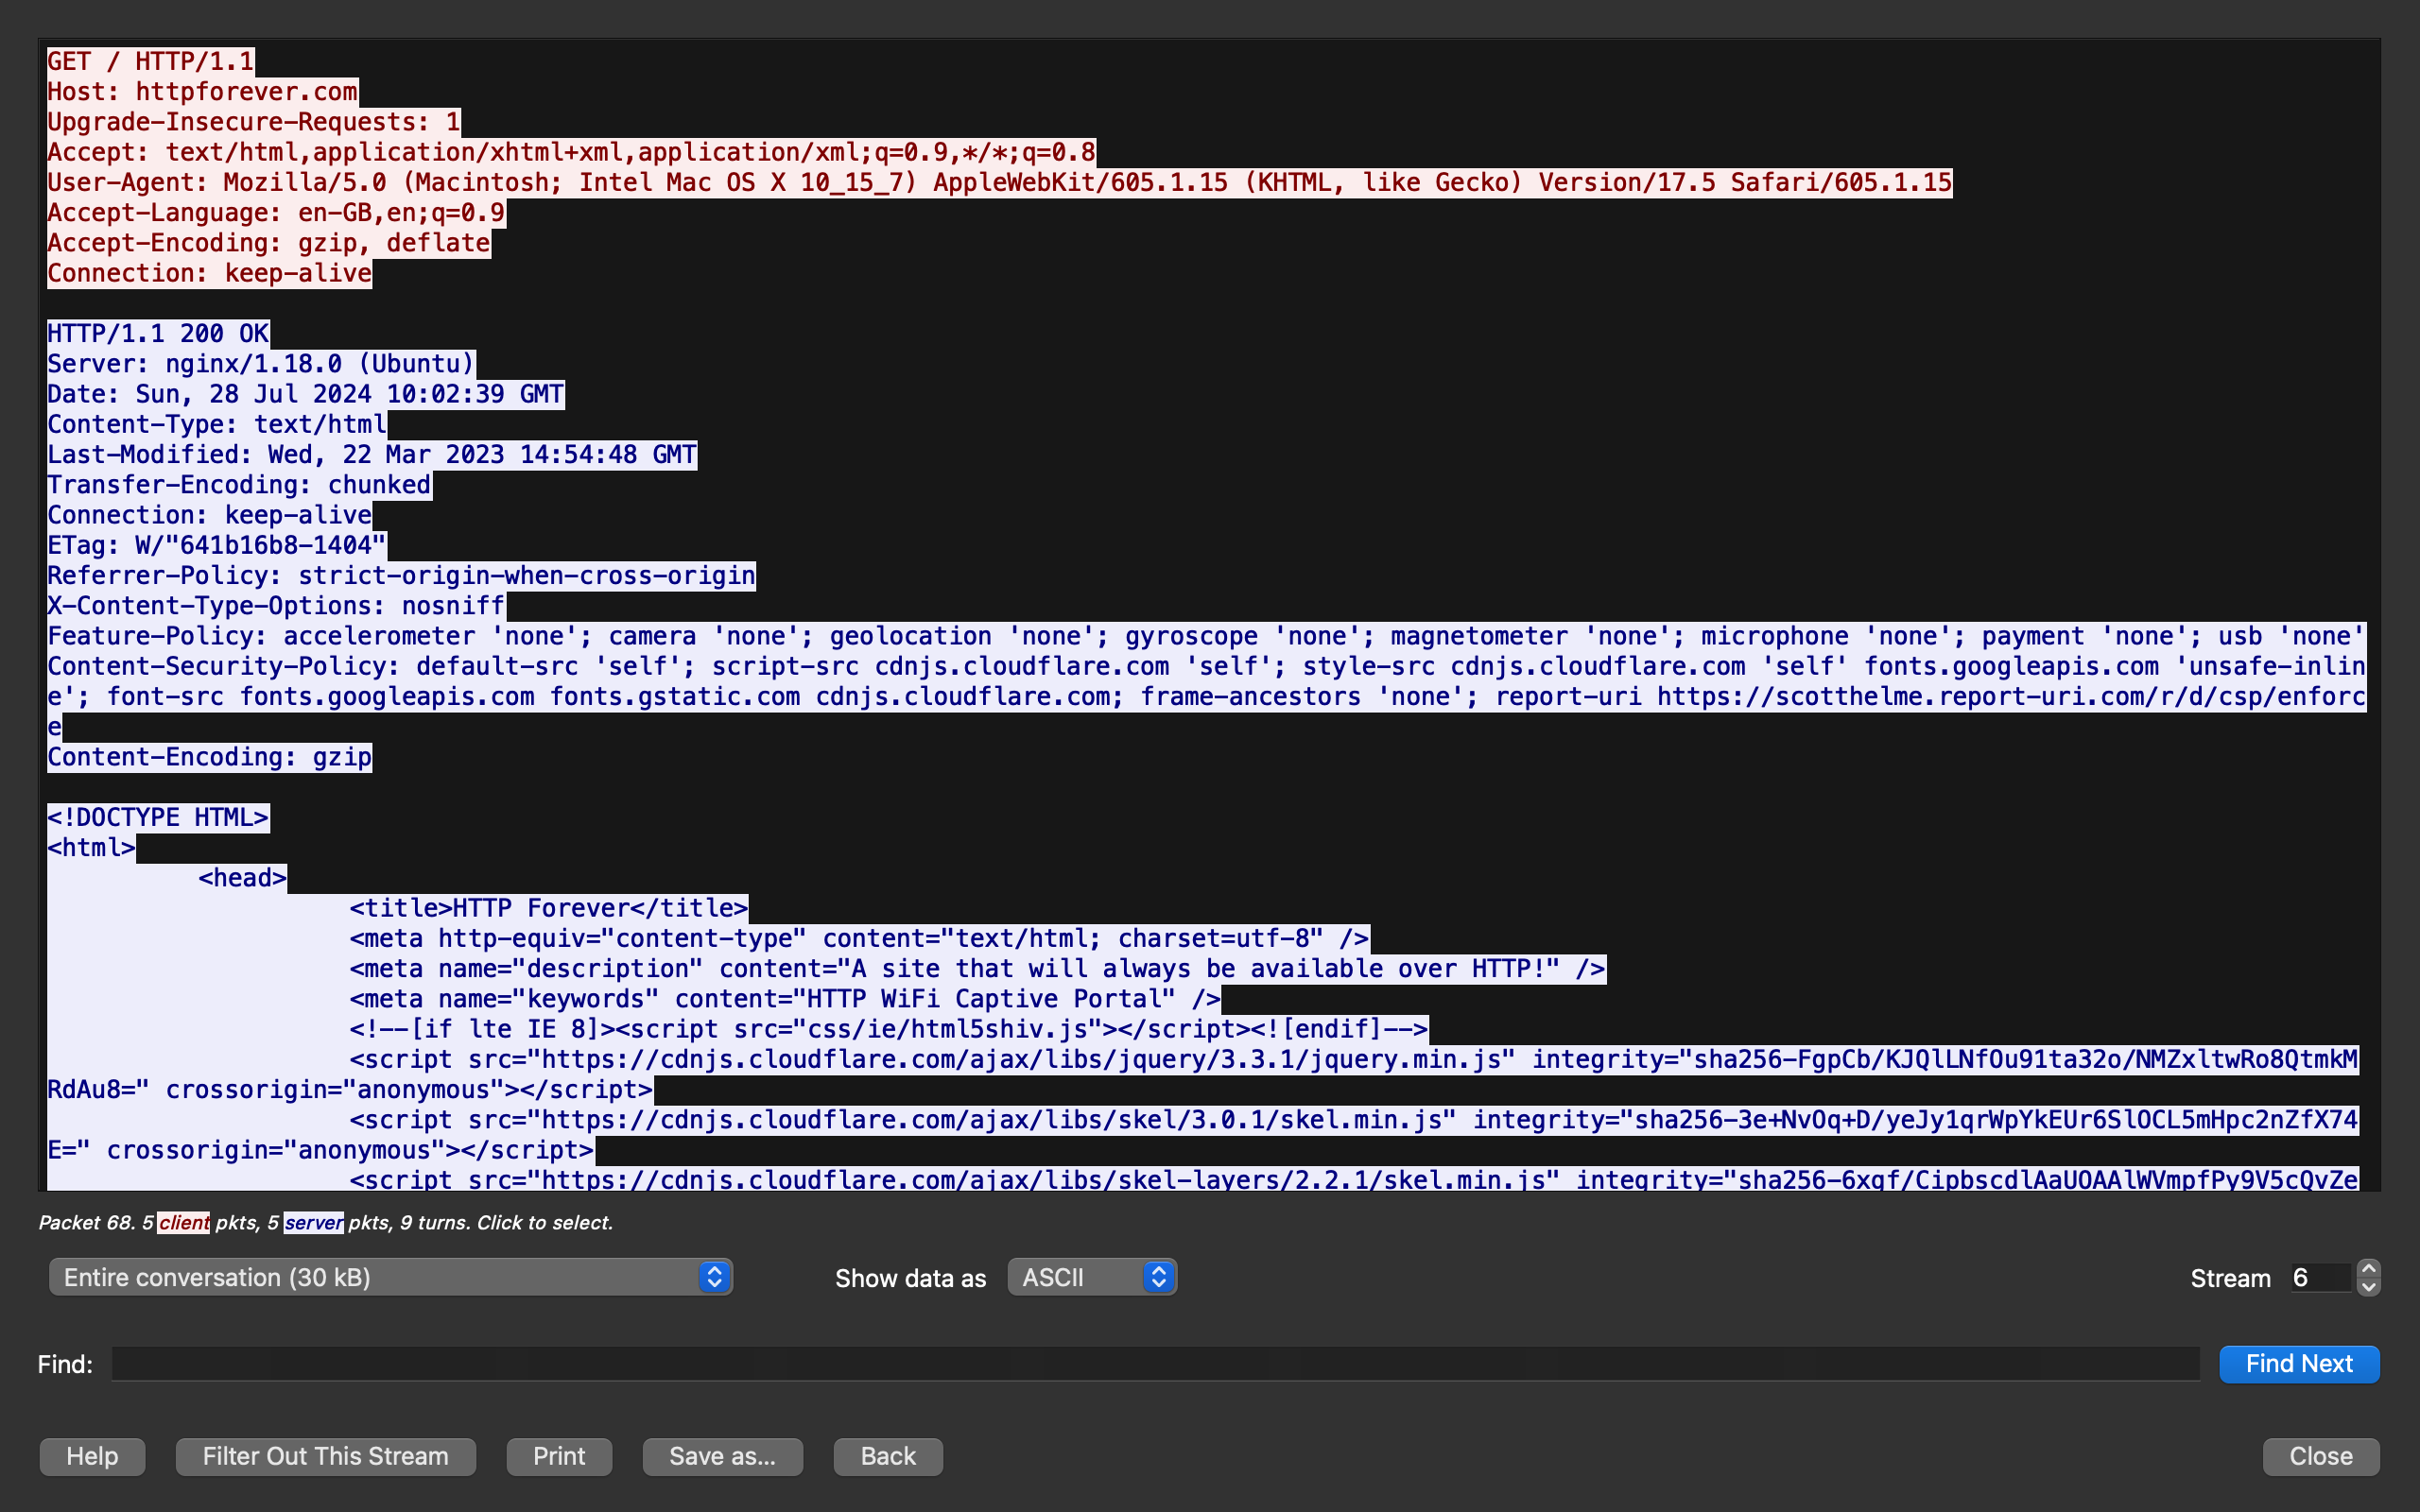 GET / HTTP/1.1
Host: httpforever.com
Upgrade-Insecure-Requests: 1
Accept: text/html,application/xhtml+xml,application/xml;q=0.9,*/*;q=0.8
User-Agent: Mozilla/5.0 (Macintosh; Intel Mac OS X 10_15_7) AppleWebKit/605.1.15 (KHTML, like Gecko) Version/17.5 Safari/605.1.15
Accept-Language: en-GB,en;q=0.9
Accept-Encoding: gzip, deflate
Connection: keep-alive
HTTP/1.1 200 OK
Server: nginx/1.18.0 (Ubuntu)
Date: Sun, 28 Jul 2024 10:02:39 GMT
Content-Type: text/html
Last-Modified: Wed, 22 Mar 2023 14:54:48 GMT
Transfer-Encoding: chunked
Connection: keep-alive
ETag: W/"641b16b8-1404"
Referrer-Policy: strict-origin-when-cross-origin
X-Content-Type-Options: nosniff
Feature-Policy: accelerometer 'none'; camera 'none'; geolocation 'none'; gyroscope 'none'; magnetometer 'none'; microphone 'none'; payment 'none'; usb 'none'
Content-Security-Policy: default-src 'self'; script-src cdnjs.cloudflare.com 'self'; style-src cdnjs.cloudflare.com 'self' fonts.googleapis.com 'unsafe-inlin
e'; font-src fonts.googleapis.com fonts.gstatic.com cdnjs.cloudflare.com; frame-ancestors 'none'; report-uri https://scotthelme.report-uri.com/r/d/csp/enforc
e
Content-Encoding: gzip
<!DOCTYPE HTML>
<html>
<head>
<title>HTTP Forever</title>
<meta http-equiv="content-type" content="text/html; charset=utf-8" />
<meta name="description" content="A site that will always be available over HTTP!" />
<meta name="keywords" content="HTTP WiFi Captive Portal" />
<!--[if lte IE 8]><script src="css/ie/html5shiv.js"></script><![endif]-->
<script src="https://cdnjs.cloudflare.com/ajax/libs/jquery/3.3.1/jquery.min.js" integrity="sha256-FgpCb/KJQlLNfOu91ta32o/NMZxltwRo8QtmkM
RdAu8=" crossorigin="anonymous"></script>
<script src="https://cdnjs.cloudflare.com/ajax/libs/skel/3.0.1/skel.min.js" integrity="sha256-3e+NvOq+D/yeJy1qrWpYkEUr6SlOCL5mHpc2nZfX74
E=" crossorigin="anonymous"></script>
<script src="https://cdnjs.cloudflare.com/ajax/libs/skel-layers/2.2.1/skel.min.js" integrity="sha256-6xgf/CipbscdlAaUOAAlWVmpfPy9V5cQvZe
Packet 68. 5 client pkts, 5 server pkts, 9 turns. Click to select.
Entire conversation (30 kB)
Show data as
ASCII
Stream
6
Find:
Find Next
Help
Filter Out This Stream
Print
Save as...
Back
Close